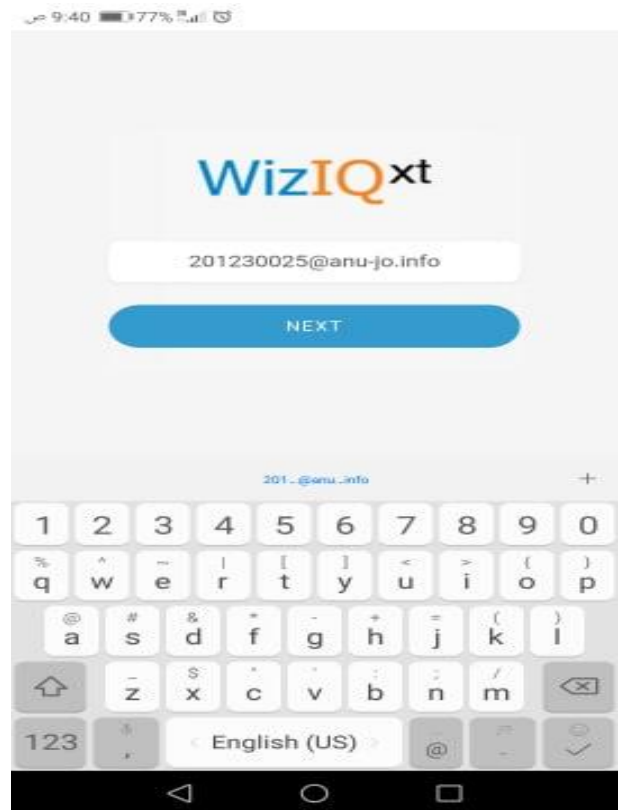 ص 9:40 77%
WizIQxt
201230025@anu-jo.info
NEXT
201...@anu...info +
1 2 3 4 5 6 7 8 9 0
% ^ ~ | [ ] < > { }
q w e r t y u i o p
@ # & * - + = ( )
a s d f g h j k l
_ $ " ' : ; /
z x c v b n m
123 , English (US) @ .